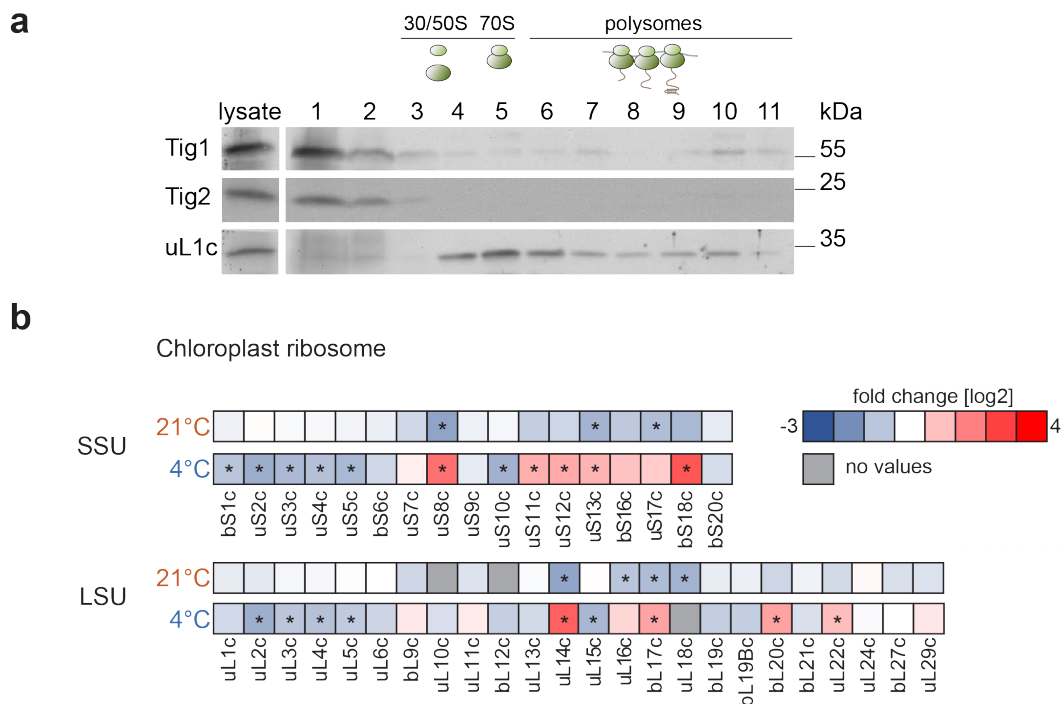 a
30/50S 70S polysomes
lysate 1 2 3 4 5 6 7 8 9 10 11 kDa
Tig1 55
Tig2 25
uL1c 35
b
Chloroplast ribosome
fold change [log2]
-3 4
no values
SSU
21°C * * *
4°C * * * * * * * * * * *
bS1c uS2c uS3c uS4c uS5c bS6c uS7c uS8c uS9c uS10c uS11c uS12c uS13c bS16c uS17c bS18c bS20c
LSU
21°C * * * *
4°C * * * * * * * * *
uL1c uL2c uL3c uL4c uL5c uL6c bL9c uL10c uL11c bL12c uL13c uL14c uL15c uL16c bL17c uL18c bL19c bL19Bc bL20c bL21c uL22c uL24c bL27c uL29c